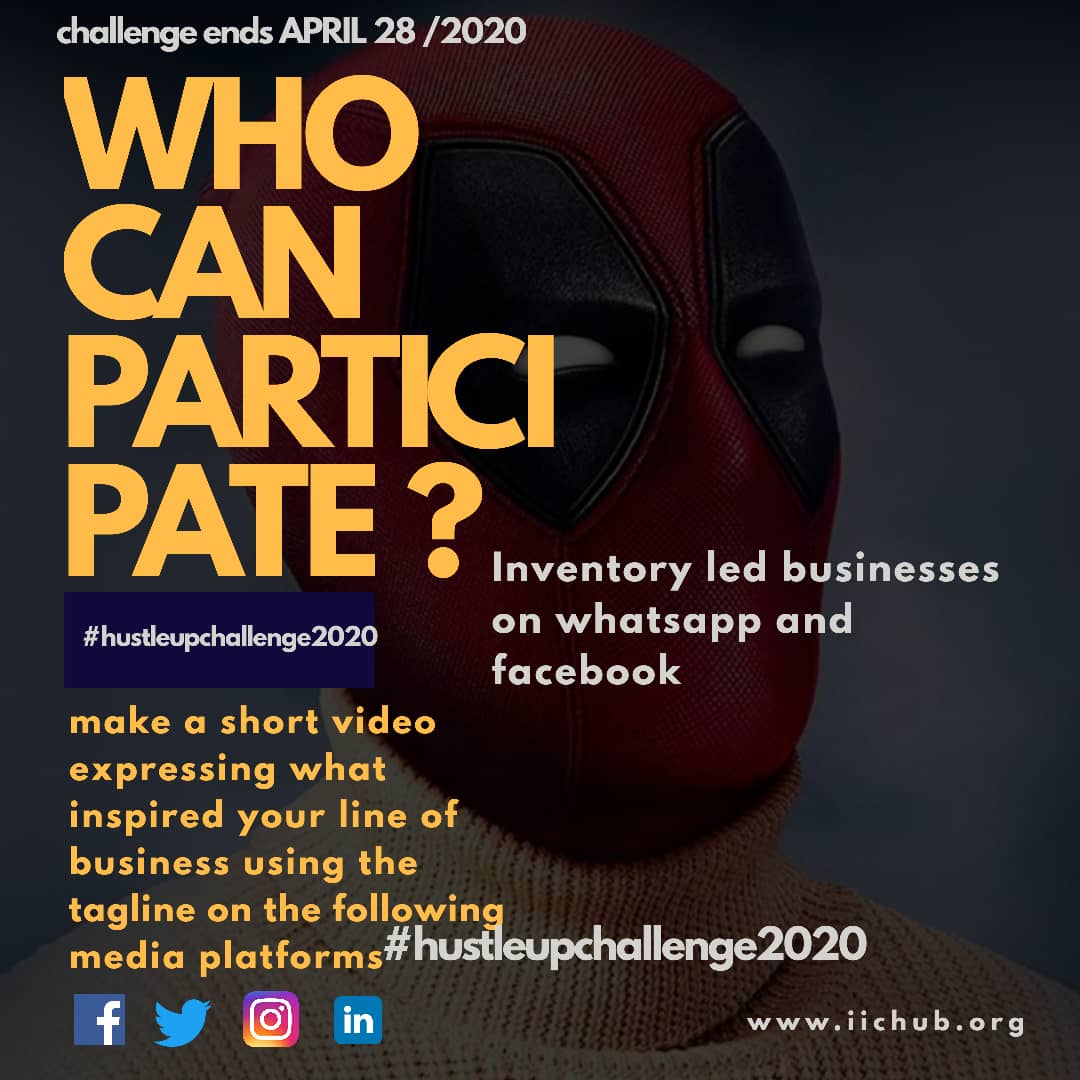 challenge ends APRIL 28 /2020
WHO
CAN
PARTICI
PATE ?
Inventory led businesses
on whatsapp and
facebook
#hustleupchallenge2020
make a short video
expressing what
inspired your line of
business using the
tagline on the following
media platforms
#hustleupchallenge2020
f
in
www.iichub.org